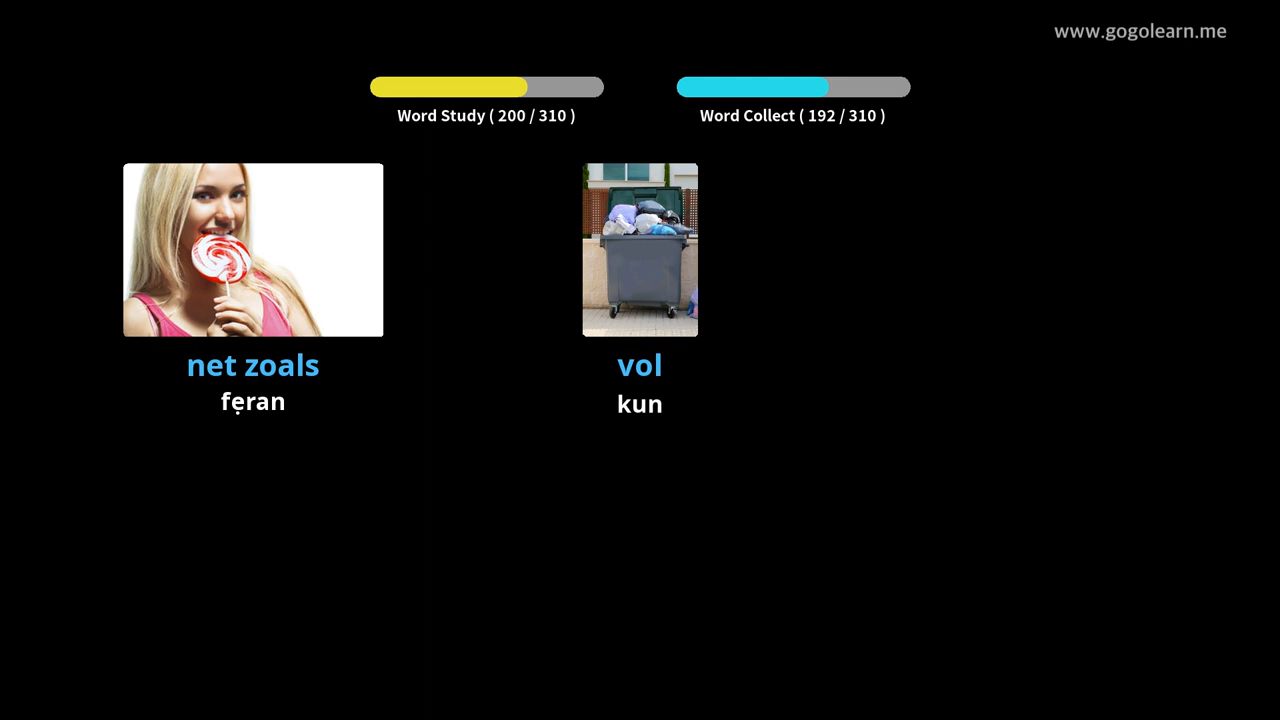 www.gogolearn.me
Word Study ( 200 / 310 )
Word Collect ( 192 / 310 )
net zoals
fẹran
vol
kun